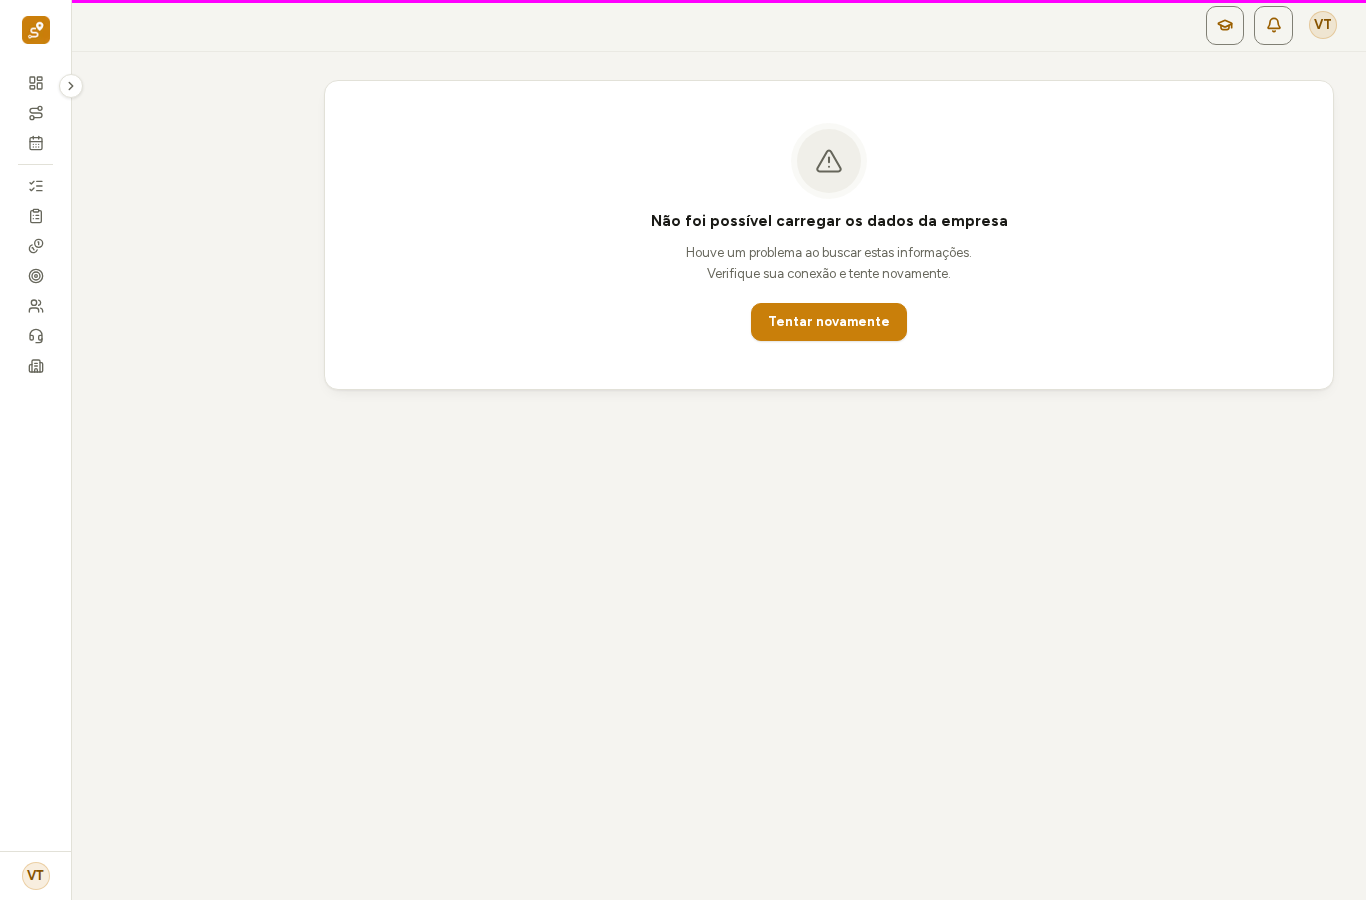 VT
Não foi possível carregar os dados da empresa
Houve um problema ao buscar estas informações.
Verifique sua conexão e tente novamente.
Tentar novamente
VT